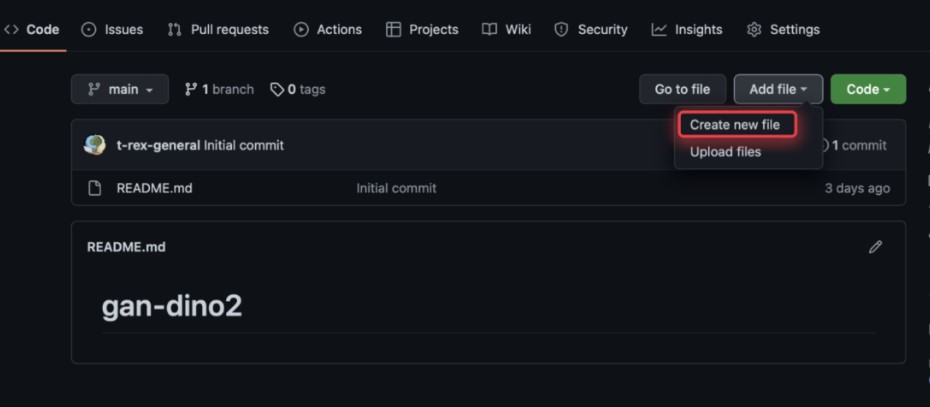 Code Issues Pull requests Actions Projects Wiki Security Insights Settings
main 1 branch 0 tags Go to file Add file Code
Create new file
t-rex-general Initial commit 1 commit
Upload files
README.md Initial commit 3 days ago
README.md
gan-dino2